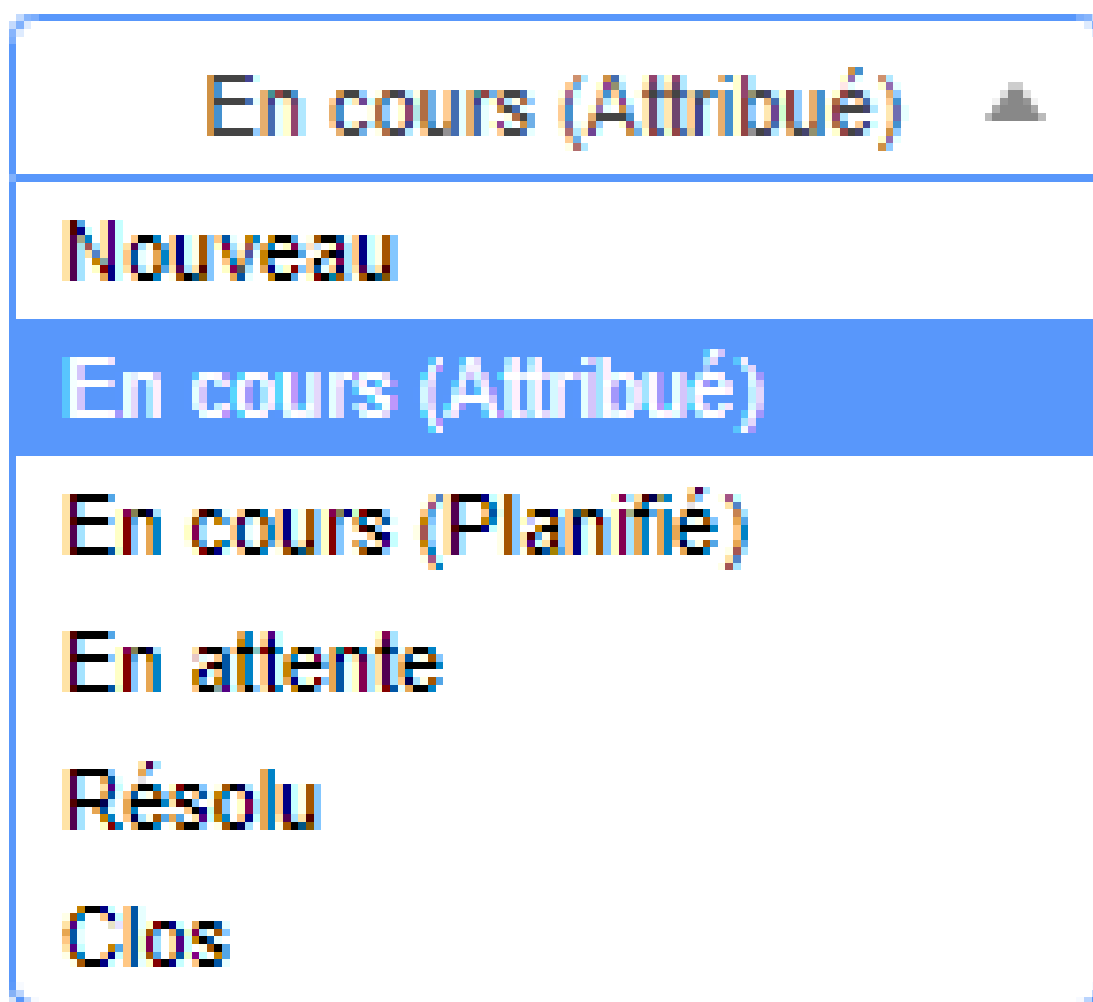 En cours (Attribué)
Nouveau
En cours (Attribué)
En cours (Planifié)
En attente
Résolu
Clos